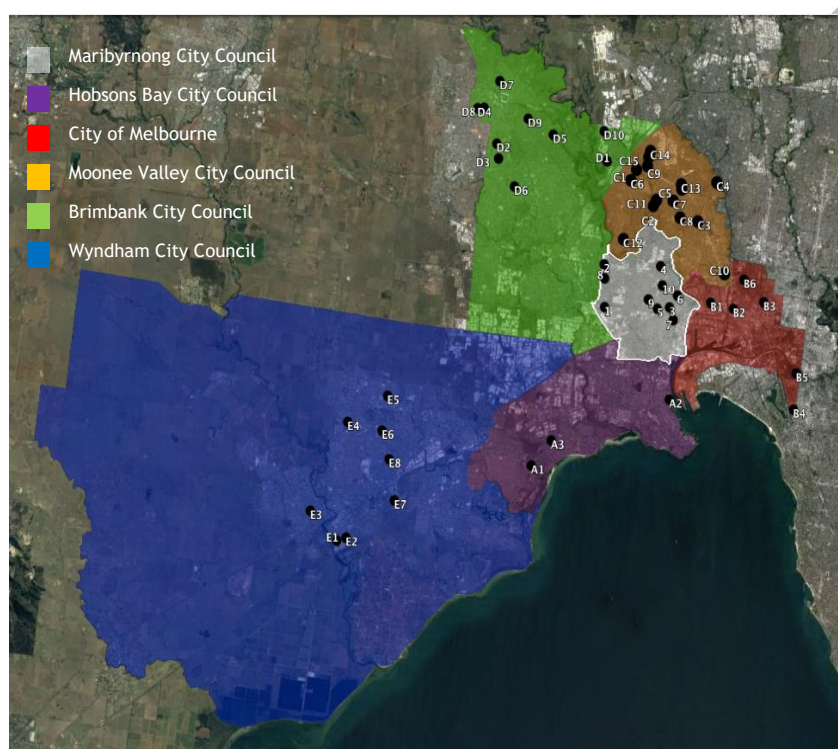 Maribyrnong City Council
Hobsons Bay City Council
City of Melbourne
Moonee Valley City Council
Brimbank City Council
Wyndham City Council
D7
D8 D4
D9
D5
D10
D2
D3
D1
D6
C14
C15
C9
C1
C6
C13
C4
C5
C11
C7
C2
C8
C3
C12
C10
2
8
4
10
B6
9
6
1
5
3
7
B1
B2
B3
B5
A2
B4
E5
E4
E6
A3
E8
A1
E7
E3
E1
E2